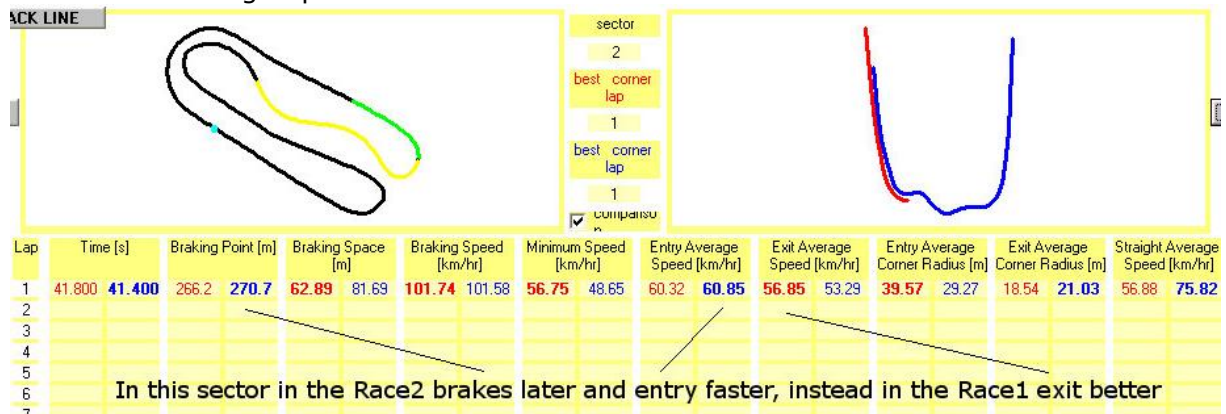 ACK LINE
sector
2
best corner
lap
1
best corner
lap
1
Lap Time [s] Braking Point [m] Braking Space [m] Braking Speed [km/hr] Minimum Speed [km/hr] Entry Average Speed [km/hr] Exit Average Speed [km/hr] Entry Average Corner Radius [m] Exit Average Corner Radius [m] Straight Average Speed [km/hr]
1 41.800 41.400 266.2 270.7 62.89 81.69 101.74 101.58 56.75 48.65 60.32 60.85 56.85 53.29 39.57 29.27 18.54 21.03 56.88 75.82
2
3
4
5
6
In this sector in the Race2 brakes later and entry faster, instead in the Race1 exit better